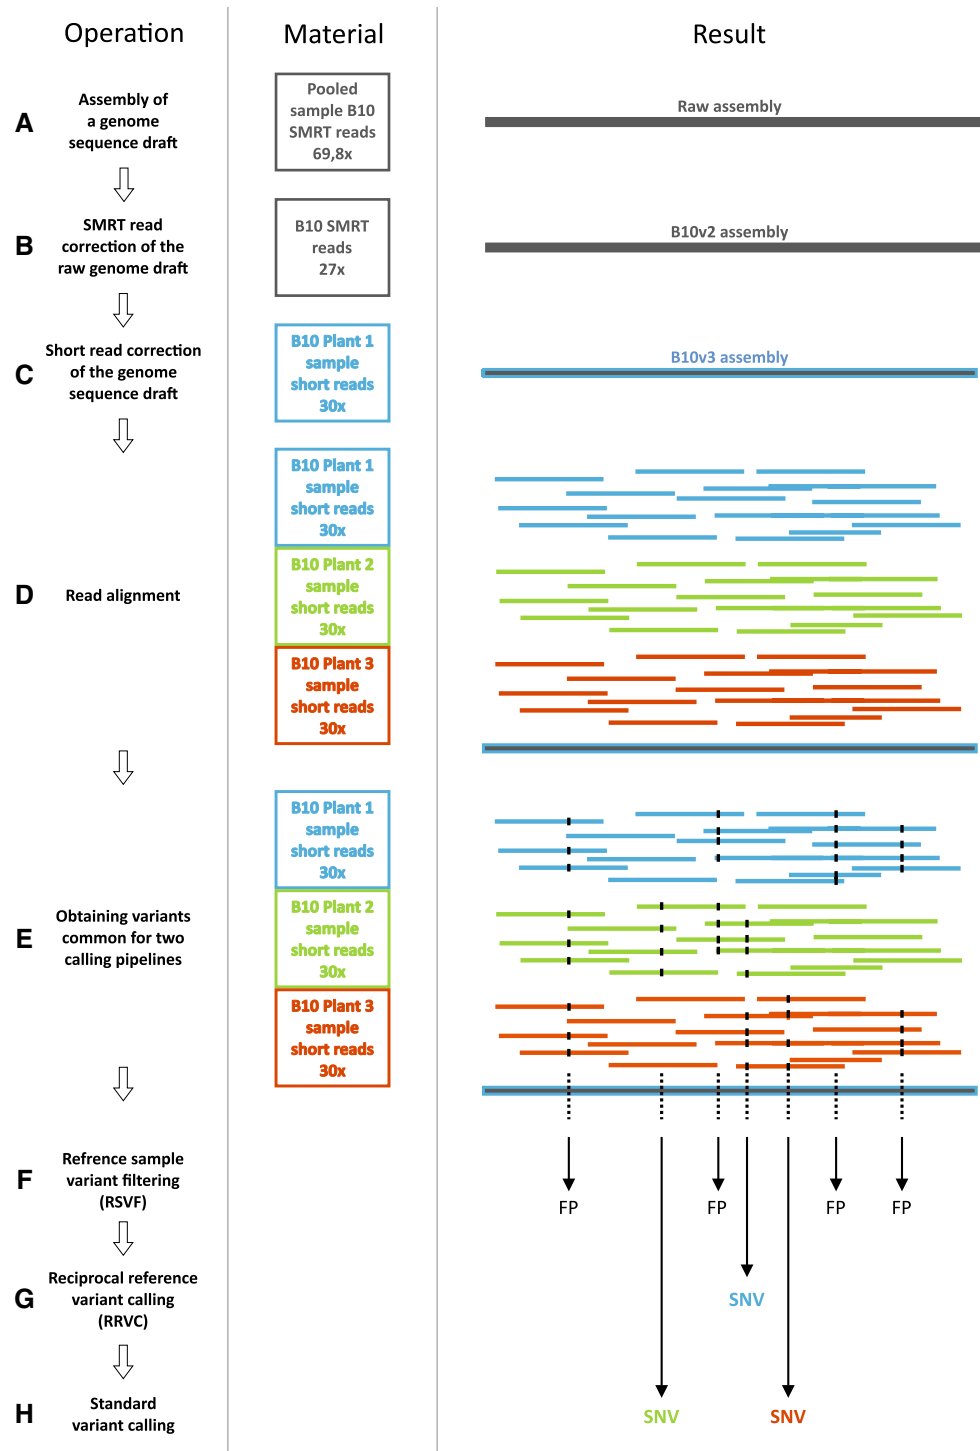 Operation
Material
Result
A
Assembly of
a genome
sequence draft
Pooled
sample B10
SMRT reads
69,8x
Raw assembly
B
SMRT read
correction of the
raw genome draft
B10 SMRT
reads
27x
B10v2 assembly
C
Short read correction
of the genome
sequence draft
B10 Plant 1
sample
short reads
30x
B10v3 assembly
D
Read alignment
B10 Plant 1
sample
short reads
30x
B10 Plant 2
sample
short reads
30x
B10 Plant 3
sample
short reads
30x
E
Obtaining variants
common for two
calling pipelines
B10 Plant 1
sample
short reads
30x
B10 Plant 2
sample
short reads
30x
B10 Plant 3
sample
short reads
30x
F
Refrence sample
variant filtering
(RSVF)
FP
FP
FP
FP
G
Reciprocal reference
variant calling
(RRVC)
SNV
H
Standard
variant calling
SNV
SNV